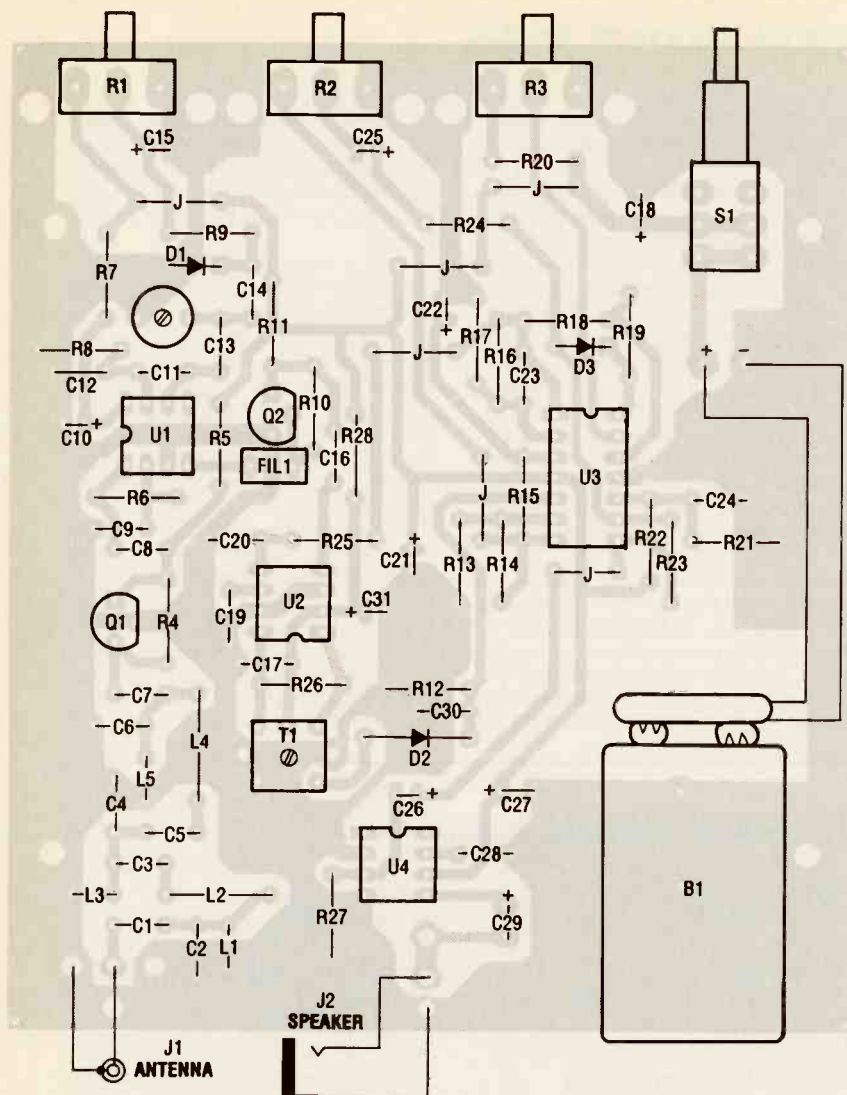 R1 R2 R3
+ C15 C25 +
R20
J
J C18 S1
+
R9 R24
D1
R7 J
C14
C22 R18
R11 + R17 R19
R8 C13 J R16 D3 + -
C11 C23
C12
R10
Q2
C10 + U1 R5 R28
FIL1 C16 U3
R6 J R15 C24
C9
C8 C20 R25 + R22 R21
C21 R13 R14 R23
J
U2
Q1 R4 C19 + C31
C17
R26 R12
C7
C30
C6 L4 T1
D2
L5
C4 + +
C26 C27
C5
C3 U4 C28
B1
L3 L2
+
R27 C29
C1
C2 L1
J2
SPEAKER
J1
ANTENNA